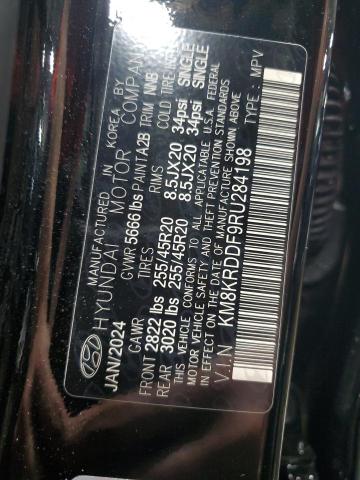 MANUFACTURED IN KOREA BY
HYUNDAI MOTOR COMPANY
JAN/2024 GVWR 5666lbs PAINT A2B TRIM NNB
GAWR TIRES RIMS COLD TIRE
FRONT 2822 lbs 255/45R20 8.5JX20 34psi SINGLE
REAR 3020 lbs 255/45R20 8.5JX20 34psi SINGLE
THIS VEHICLE CONFORMS TO ALL APPLICABLE U.S.A. FEDERAL
MOTOR VEHICLE SAFETY AND THEFT PREVENTION STANDARDS
IN EFFECT ON THE DATE OF MANUFACTURE SHOWN ABOVE.
V.I.N KM8KRDDF9RU284198 TYPE : MPV